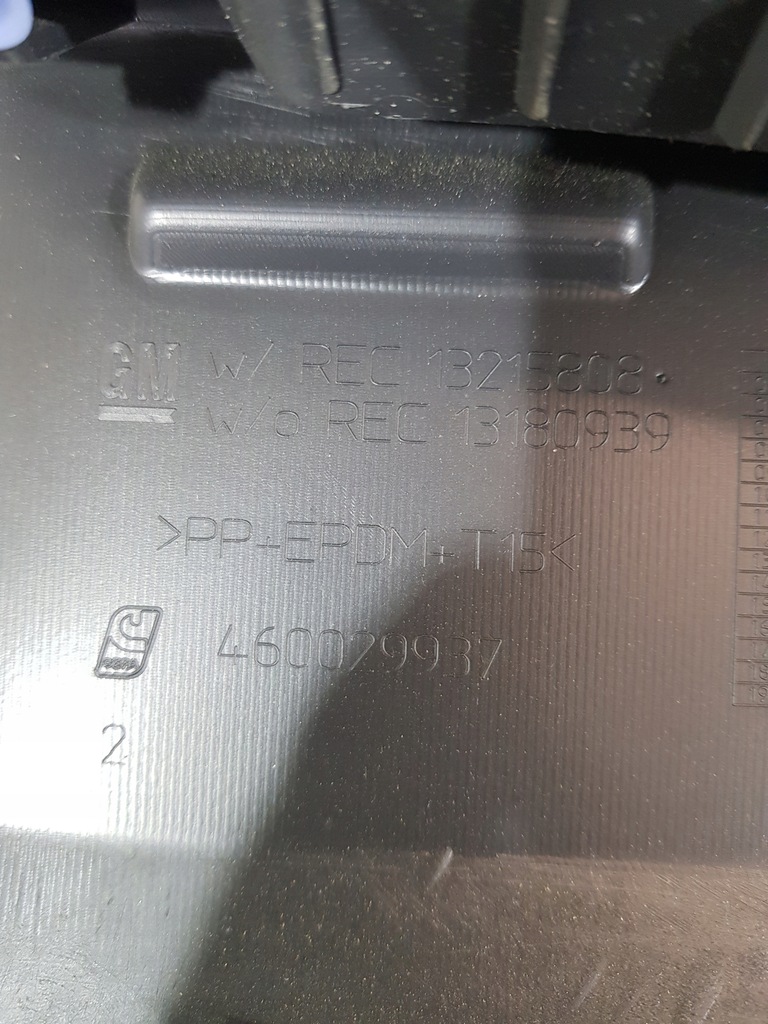 GM w/ REC 13215808
w/o REC 13180939
>PP+EPDM+T15<
460029937
2